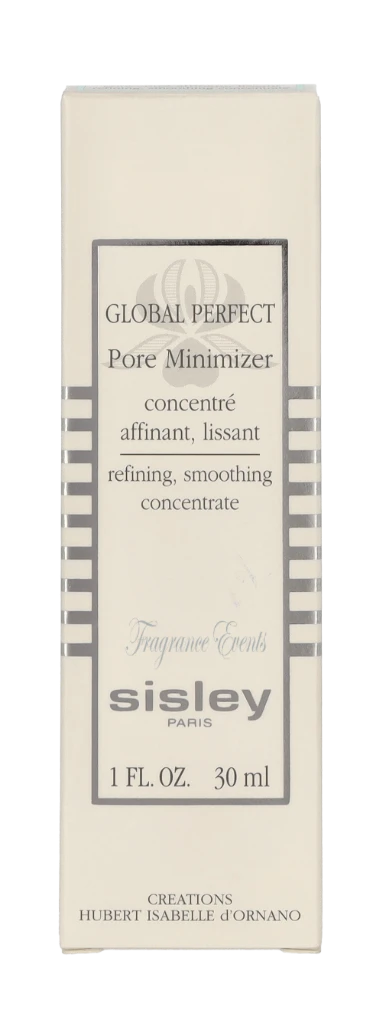 GLOBAL PERFECT
Pore Minimizer
concentré
affinant, lissant
refining, smoothing
concentrate
Fragrance Events
sisley
PARIS
1 FL. OZ. 30 ml
CREATIONS
HUBERT ISABELLE d'ORNANO